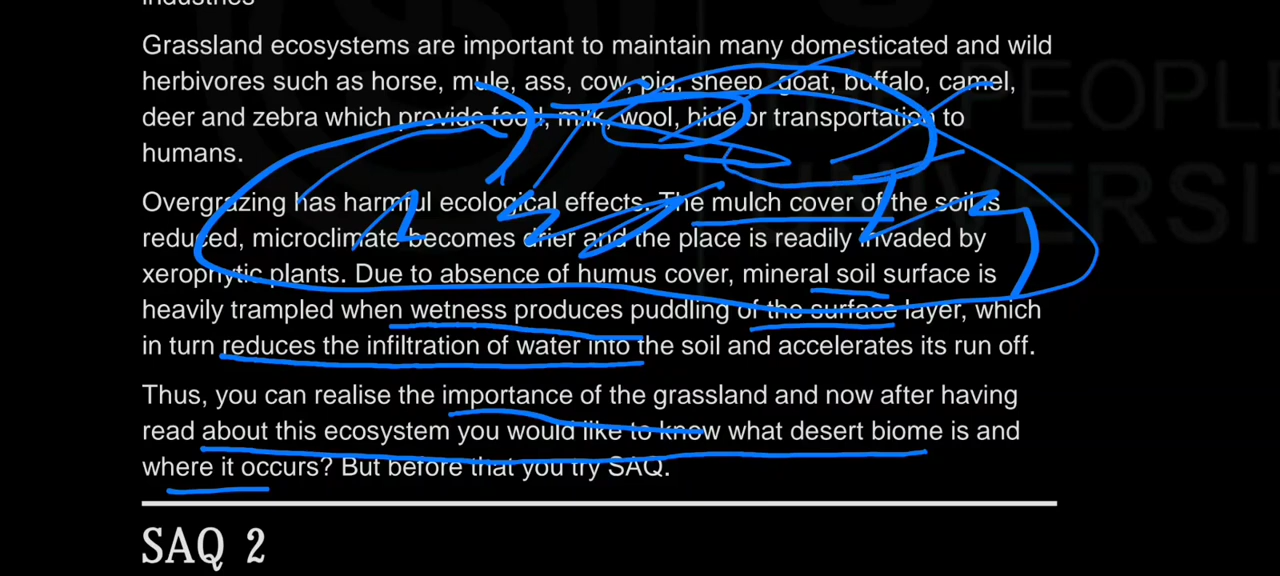 industries
Grassland ecosystems are important to maintain many domesticated and wild
herbivores such as horse, mule, ass, cow, pig, sheep, goat, buffalo, camel,
deer and zebra which provide food, milk, wool, hide or transportation to
humans.
Overgrazing has harmful ecological effects. The mulch cover of the soil is
reduced, microclimate becomes drier and the place is readily invaded by
xerophytic plants. Due to absence of humus cover, mineral soil surface is
heavily trampled when wetness produces puddling of the surface layer, which
in turn reduces the infiltration of water into the soil and accelerates its run off.
Thus, you can realise the importance of the grassland and now after having
read about this ecosystem you would like to know what desert biome is and
where it occurs? But before that you try SAQ.
SAQ 2
THE PEOPLE
UNIVERSI